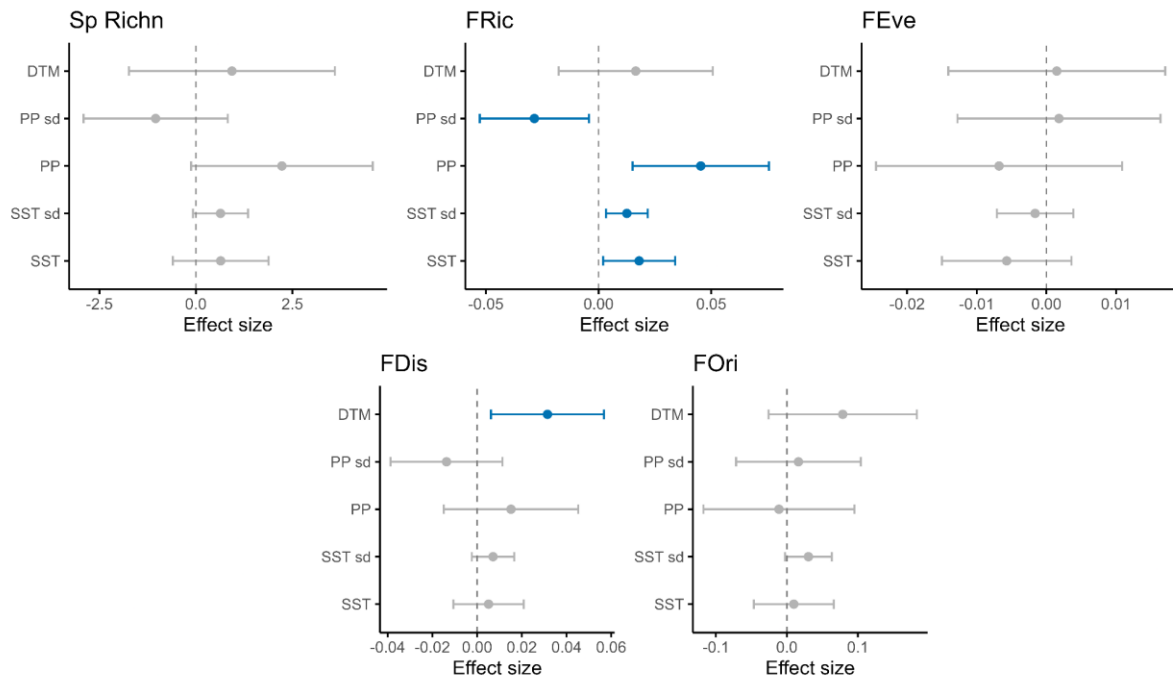 Sp Richn
DTM
PP sd
PP
SST sd
SST
-2.5
0.0
2.5
Effect size
FRic
DTM
PP sd
PP
SST sd
SST
-0.05
0.00
0.05
Effect size
FEve
DTM
PP sd
PP
SST sd
SST
-0.02
-0.01
0.00
0.01
Effect size
FDis
DTM
PP sd
PP
SST sd
SST
-0.04
-0.02
0.00
0.02
0.04
0.06
Effect size
FOri
DTM
PP sd
PP
SST sd
SST
-0.1
0.0
0.1
Effect size